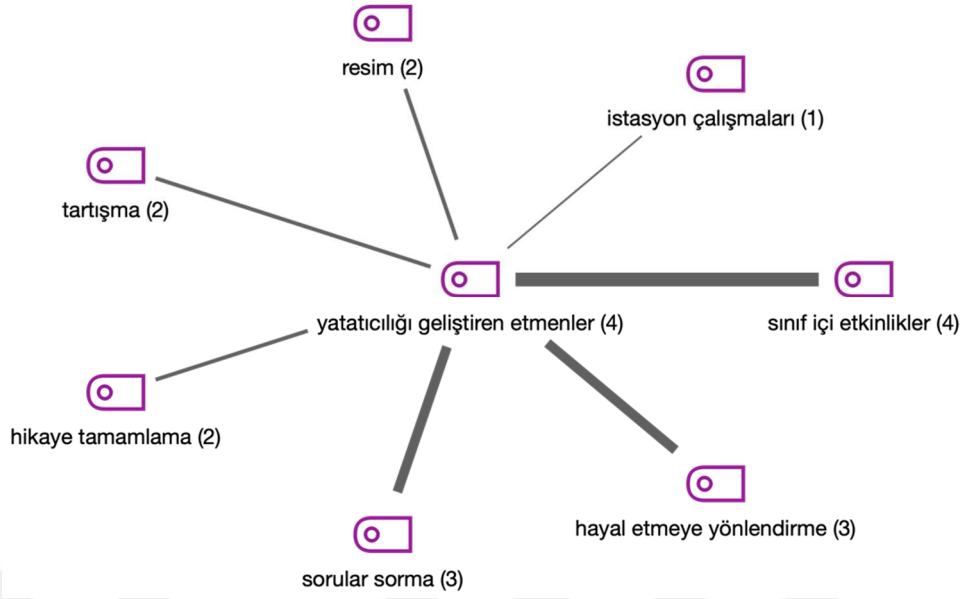 resim (2)
istasyon çalışmaları (1)
tartışma (2)
yatatıcılığı geliştiren etmenler (4)
sınıf içi etkinlikler (4)
hikaye tamamlama (2)
hayal etmeye yönlendirme (3)
sorular sorma (3)